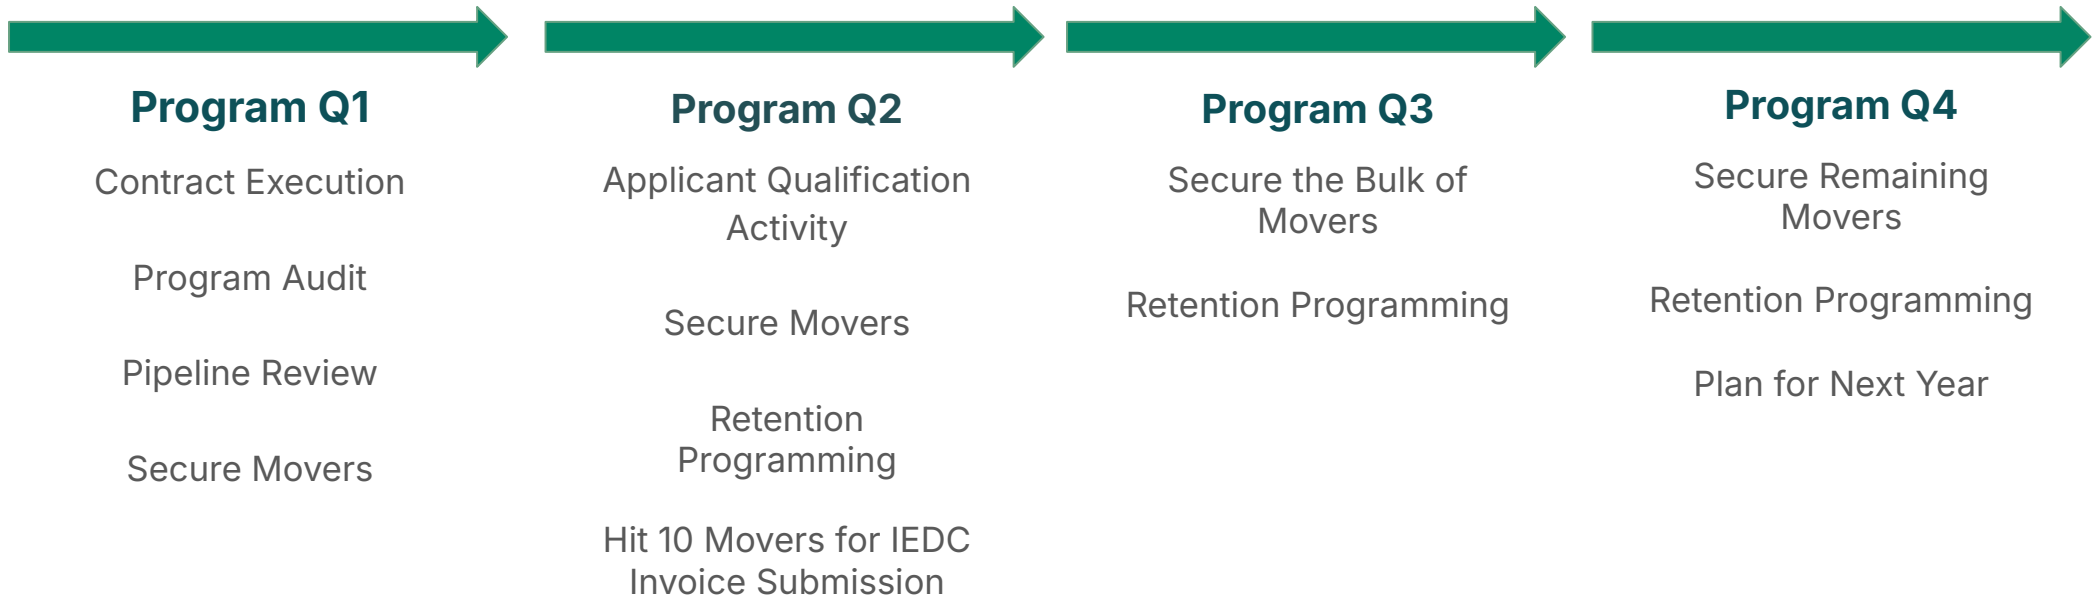 Program Q1
Contract Execution
Program Audit
Pipeline Review
Secure Movers
Program Q2
Applicant Qualification
Activity
Secure Movers
Retention
Programming
Hit 10 Movers for IEDC
Invoice Submission
Program Q3
Secure the Bulk of
Movers
Retention Programming
Program Q4
Secure Remaining
Movers
Retention Programming
Plan for Next Year